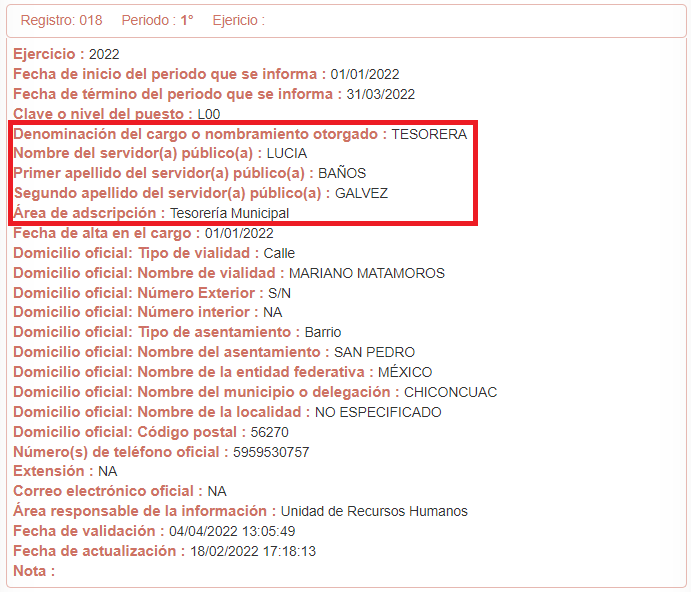 Registro: 018 Periodo : 1° Ejericio :
Ejercicio : 2022
Fecha de inicio del periodo que se informa : 01/01/2022
Fecha de término del periodo que se informa : 31/03/2022
Clave o nivel del puesto : L00
Denominación del cargo o nombramiento otorgado : TESORERA
Nombre del servidor(a) público(a) : LUCIA
Primer apellido del servidor(a) público(a) : BAÑOS
Segundo apellido del servidor(a) público(a) : GALVEZ
Área de adscripción : Tesorería Municipal
Fecha de alta en el cargo : 01/01/2022
Domicilio oficial: Tipo de vialidad : Calle
Domicilio oficial: Nombre de vialidad : MARIANO MATAMOROS
Domicilio oficial: Número Exterior : S/N
Domicilio oficial: Número interior : NA
Domicilio oficial: Tipo de asentamiento : Barrio
Domicilio oficial: Nombre del asentamiento : SAN PEDRO
Domicilio oficial: Nombre de la entidad federativa : MÉXICO
Domicilio oficial: Nombre del municipio o delegación : CHICONCUAC
Domicilio oficial: Nombre de la localidad : NO ESPECIFICADO
Domicilio oficial: Código postal : 56270
Número(s) de teléfono oficial : 5959530757
Extensión : NA
Correo electrónico oficial : NA
Área responsable de la información : Unidad de Recursos Humanos
Fecha de validación : 04/04/2022 13:05:49
Fecha de actualización : 18/02/2022 17:18:13
Nota :